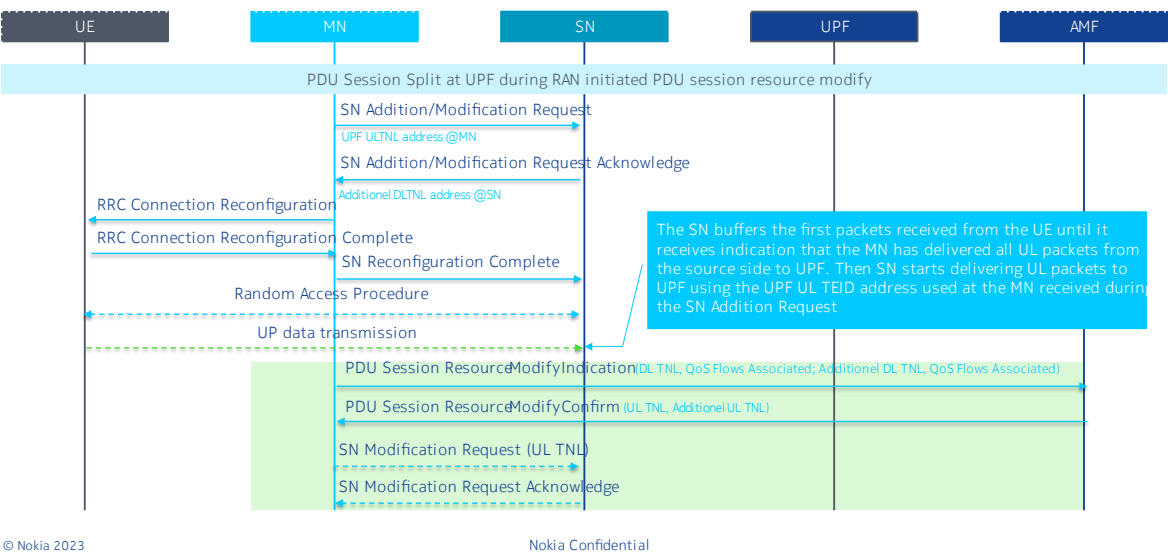 UE MN SN UPF AMF
PDU Session Split at UPF during RAN initiated PDU session resource modify
SN Addition/Modification Request
UPF ULTNL address @MN
SN Addition/Modification Request Acknowledge
Additionel DLTNL address @SN
RRC Connection Reconfiguration
The SN buffers the first packets received from the UE until it
receives indication that the MN has delivered all UL packets from
the source side to UPF. Then SN starts delivering UL packets to
UPF using the UPF UL TEID address used at the MN received during
the SN Addition Request
RRC Connection Reconfiguration Complete
SN Reconfiguration Complete
Random Access Procedure
UP data transmission
PDU Session Resource ModifyIndication (DL TNL, QoS Flows Associated; Additional DL TNL, QoS Flows Associated)
PDU Session Resource ModifyConfirm (UL TNL, Additionel UL TNL)
SN Modification Request (UL TNL)
SN Modification Request Acknowledge
© Nokia 2023
Nokia Confidential